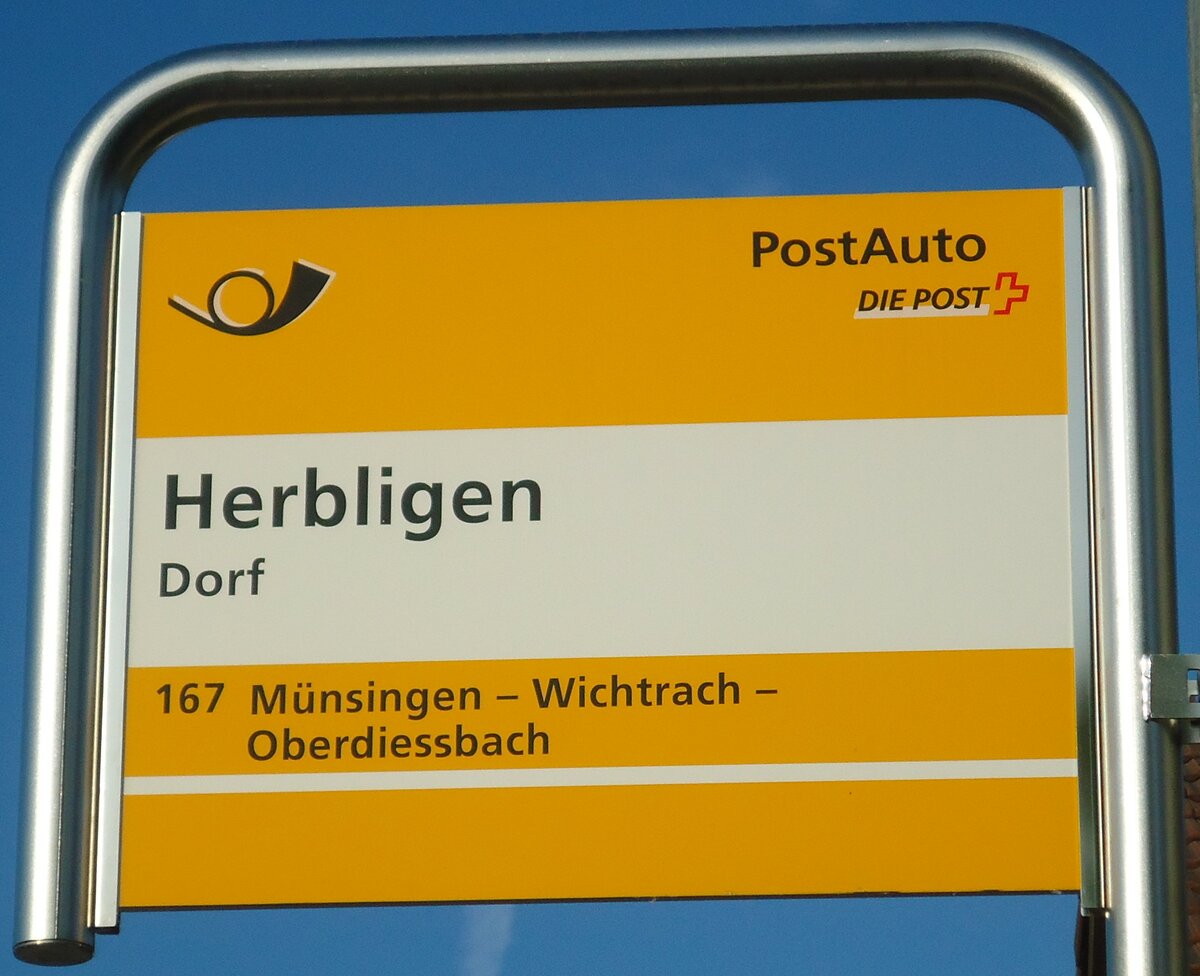 PostAuto
DIE POST
Herbligen
Dorf
167 Münsingen – Wichtrach –
Oberdiessbach